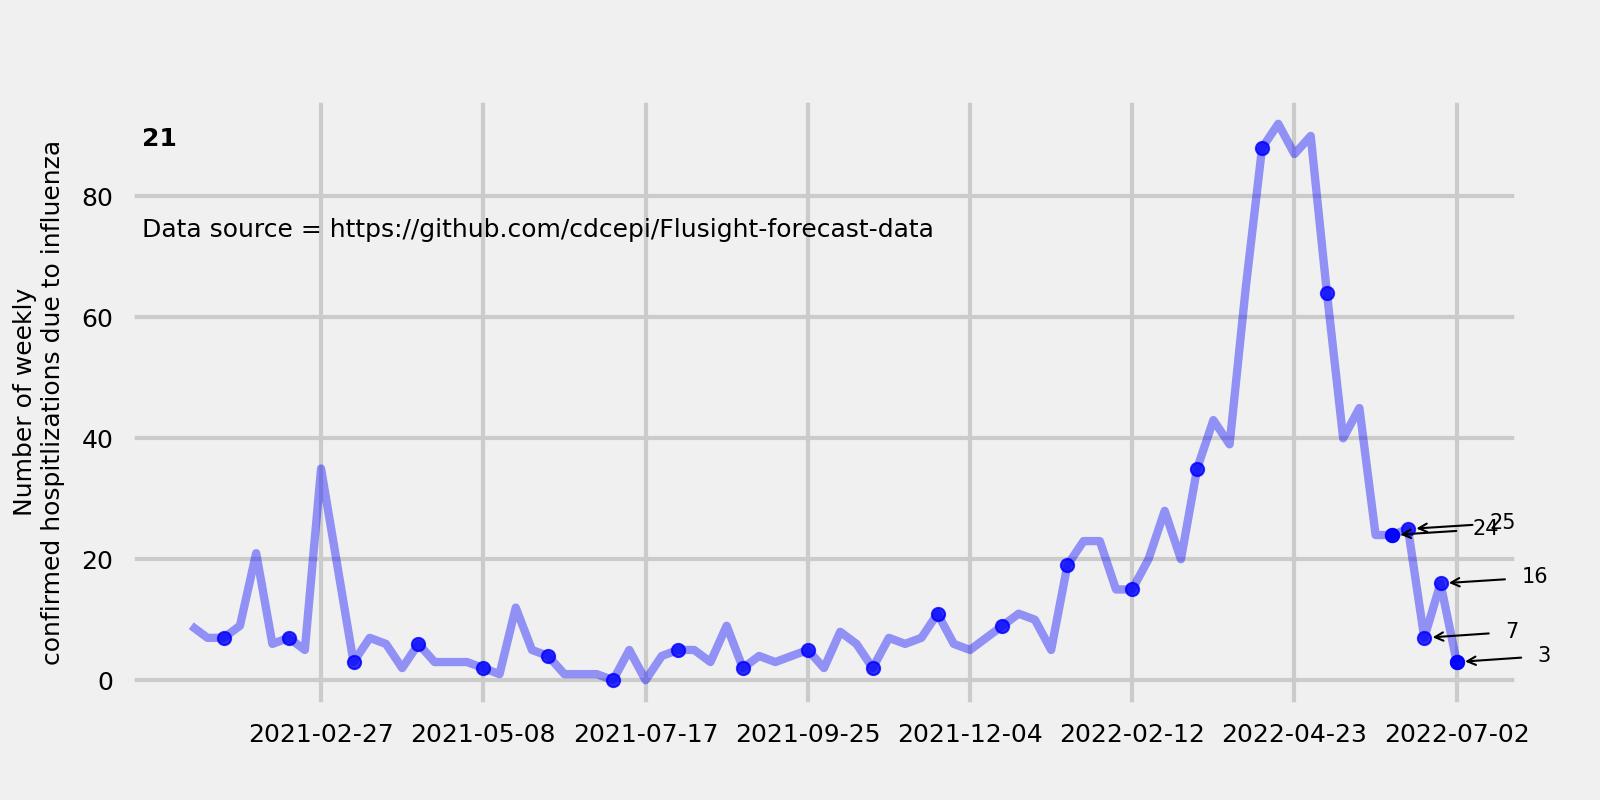 21
Data source = https://github.com/cdcepi/Flusight-forecast-data
Number of weekly
confirmed hospitlizations due to influenza
80
60
40
20
0
25
24
16
7
3
2021-02-27 2021-05-08 2021-07-17 2021-09-25 2021-12-04 2022-02-12 2022-04-23 2022-07-02